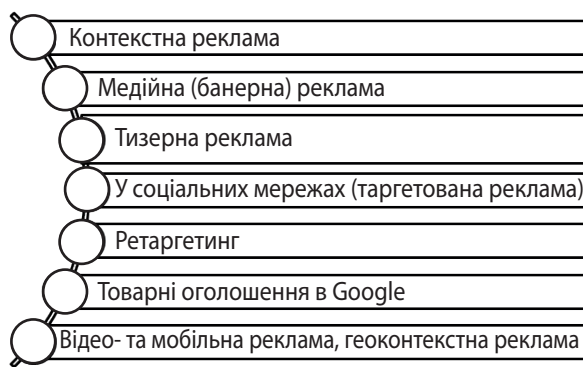 Контекстна реклама
Медійна (банерна) реклама
Тизерна реклама
У соціальних мережах (таргетована реклама)
Ретаргетинг
Товарні оголошення в Google
Відео- та мобільна реклама, геоконтекстна реклама